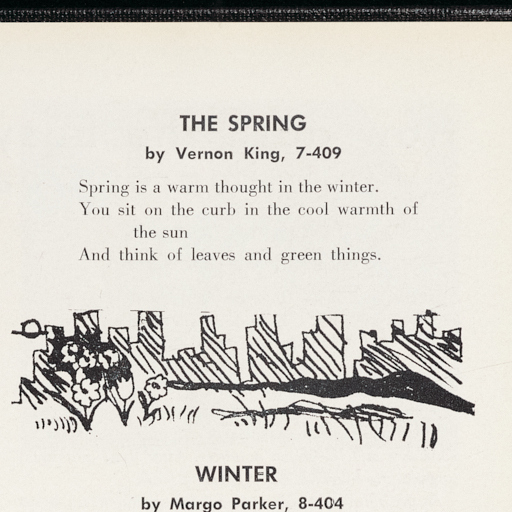 THE SPRING
by Vernon King, 7-409
Spring is a warm thought in the winter.
You sit on the curb in the cool warmth of
the sun
And think of leaves and green things.
WINTER
by Margo Parker, 8-404